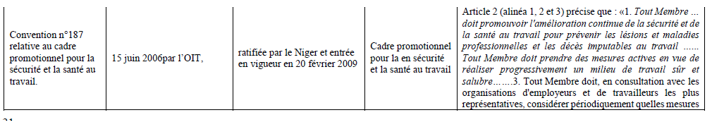 Convention n°187
relative au cadre
promotionnel pour la
sécurité et la santé au
travail.
15 juin 2006par l'OIT,
ratifiée par le Niger et entrée
en vigueur en 20 février 2009
Cadre promotionnel
pour la en sécurité
et la santé au travail
Article 2 (alinéa 1, 2 et 3) précise que : «1. Tout Membre …
doit promouvoir l'amélioration continue de la sécurité et de
la santé au travail pour prévenir les lésions et maladies
professionnelles et les décès imputables au travail ……
Tout Membre doit prendre des mesures actives en vue de
réaliser progressivement un milieu de travail sûr et
salubre…….3. Tout Membre doit, en consultation avec les
organisations d'employeurs et de travailleurs les plus
représentatives, considérer périodiquement quelles mesures